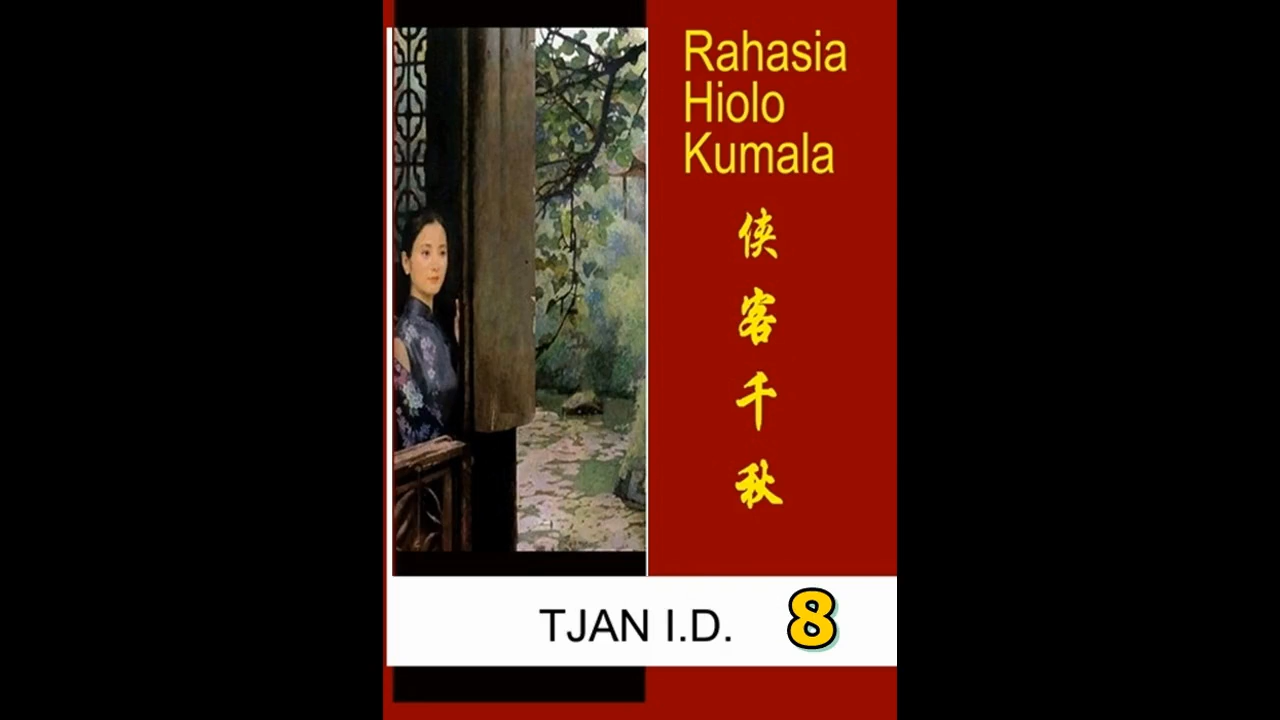 Rahasia
Hiolo
Kumala
侠
客
千
秋
TJAN I.D.
8